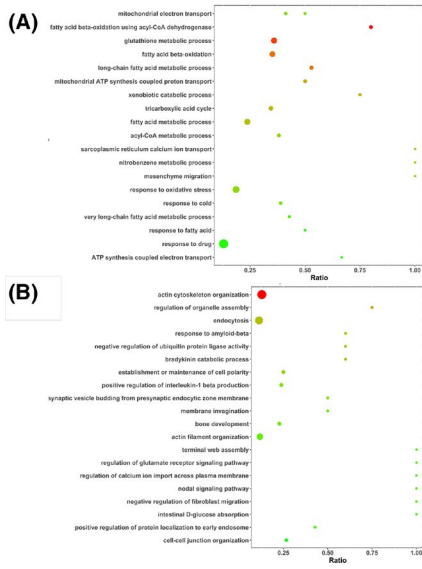 (A)
mitochondrial electron transport
fatty acid beta-oxidation using acyl-CoA dehydrogenase
glutathione metabolic process
fatty acid beta-oxidation
long-chain fatty acid metabolic process
mitochondrial ATP synthesis coupled proton transport
xenobiotic catabolic process
tricarboxylic acid cycle
fatty acid metabolic process
acyl-CoA metabolic process
sarcoplasmic reticulum calcium ion transport
nitrobenzene metabolic process
mesenchyme migration
response to oxidative stress
response to cold
very long-chain fatty acid metabolic process
response to fatty acid
response to drug
ATP synthesis coupled electron transport
0.25 0.50 0.75 1.00
Ratio
(B)
actin cytoskeleton organization
regulation of organelle assembly
endocytosis
response to amyloid-beta
negative regulation of ubiquitin protein ligase activity
bradykinin catabolic process
establishment or maintenance of cell polarity
positive regulation of interleukin-1 beta production
synaptic vesicle budding from presynaptic endocytic zone membrane
membrane invagination
bone development
actin filament organization
terminal web assembly
regulation of glutamate receptor signaling pathway
regulation of calcium ion import across plasma membrane
nodal signaling pathway
negative regulation of fibroblast migration
intestinal D-glucose absorption
positive regulation of protein localization to early endosome
cell-cell junction organization
0.25 0.50 0.75 1.00
Ratio